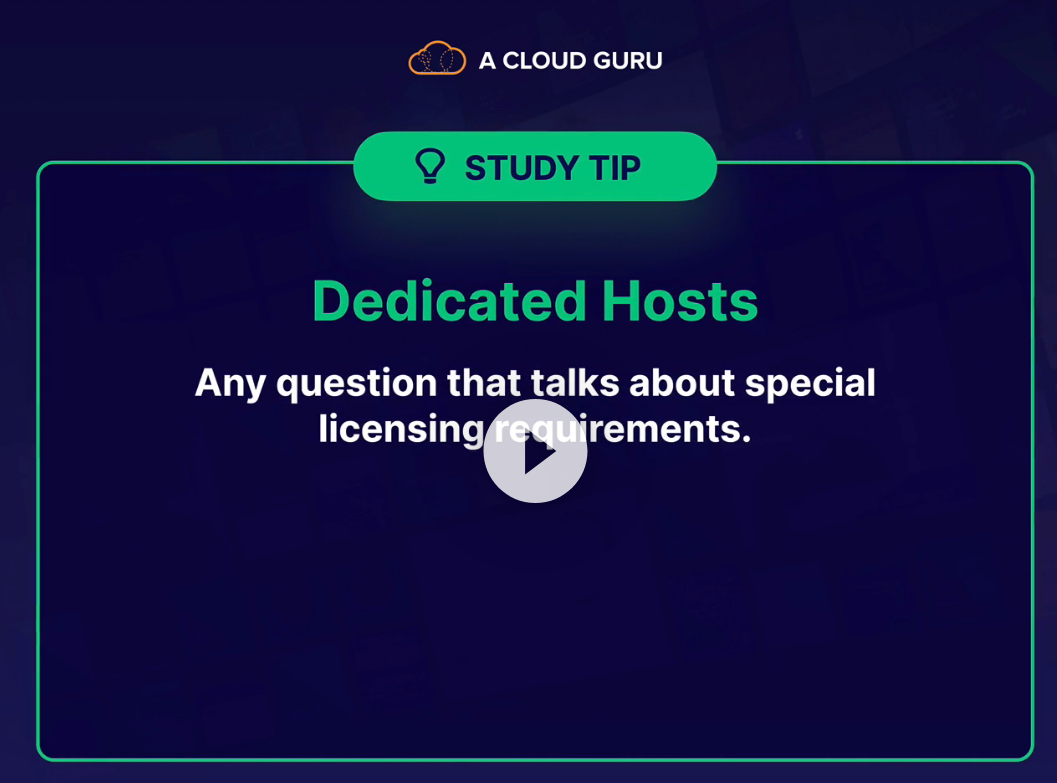 A CLOUD GURU
STUDY TIP
Dedicated Hosts
Any question that talks about special
licensing requirements.